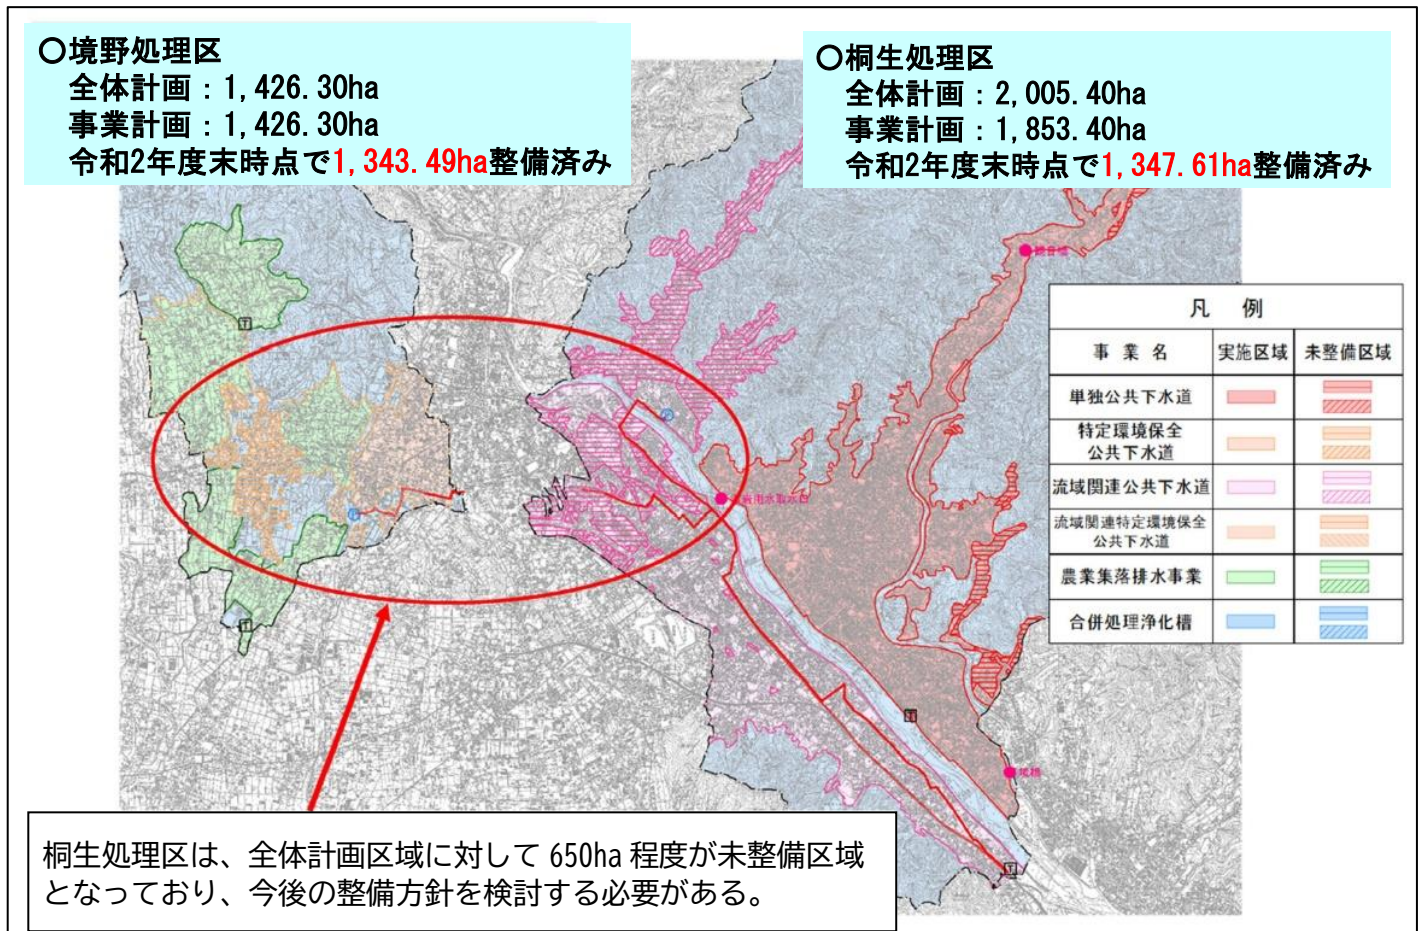 〇境野処理区
全体計画：1,426.30ha
事業計画：1,426.30ha
令和2年度末時点で1,343.49ha整備済み
〇桐生処理区
全体計画：2,005.40ha
事業計画：1,853.40ha
令和2年度末時点で1,347.61ha整備済み
凡 例
事 業 名 実施区域 未整備区域
単独公共下水道
特定環境保全
公共下水道
流域関連公共下水道
流域関連特定環境保全
公共下水道
農業集落排水事業
合併処理浄化槽
桐生処理区は、全体計画区域に対して 650ha 程度が未整備区域
となっており、今後の整備方針を検討する必要がある。